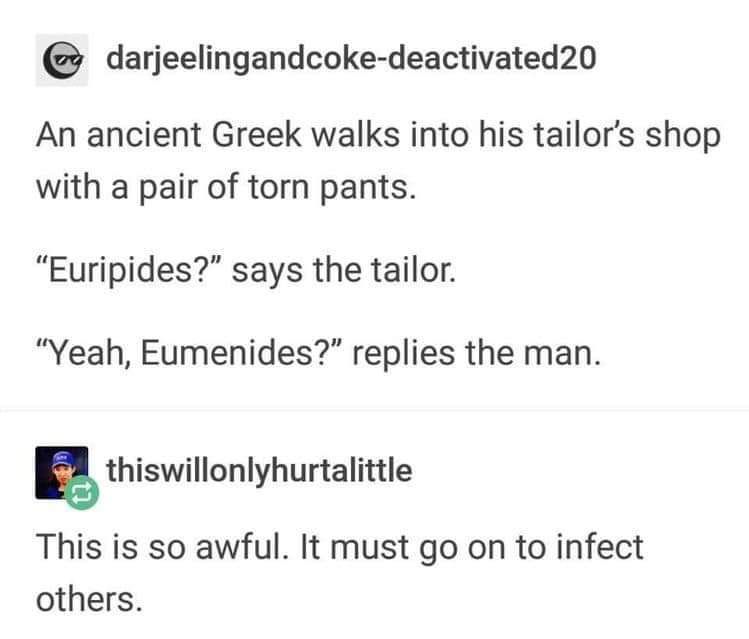 darjeelingandcoke-deactivated20
An ancient Greek walks into his tailor’s shop
with a pair of torn pants.
“Euripides?” says the tailor.
“Yeah, Eumenides?” replies the man.
thiswillonlyhurtalittle
This is so awful. It must go on to infect
others.